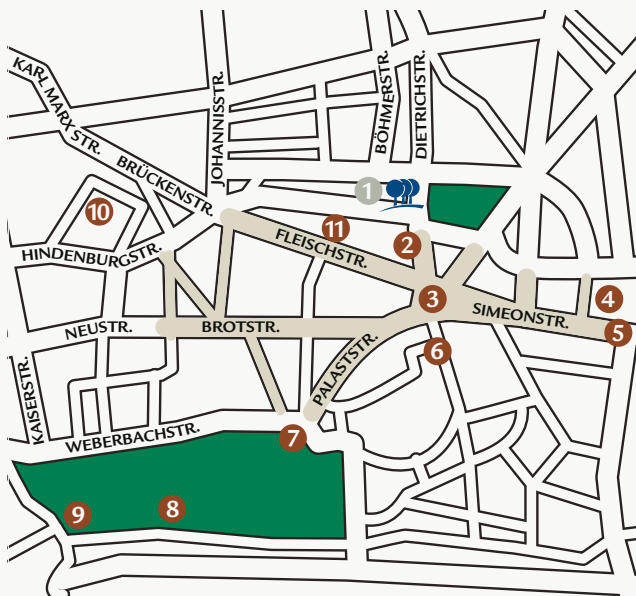 KARL MARX STR.
BRÜCKENSTR.
JOHANNISSTR.
BÖHMERSTR.
DIETRICHSTR.
1
10
11
FLEISCHSTR.
2
HINDENBURGSTR.
3
4
SIMEONSTR.
5
NEUSTR.
BROTSTR.
6
PALASTSTR.
KAISERSTR.
WEBERBACHSTR.
7
8
9